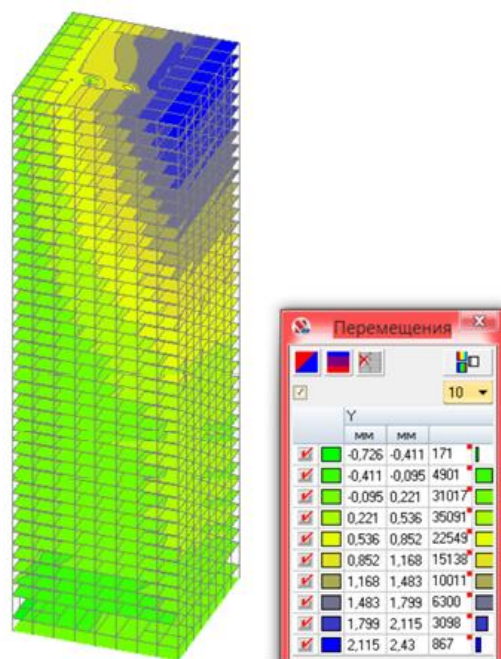 Перемещения
10
Y
мм мм
-0,726 -0,411 171
-0,411 -0,095 4901
-0,095 0,221 31017
0,221 0,536 35091
0,536 0,852 22549
0,852 1,168 15138
1,168 1,483 10011
1,483 1,799 6300
1,799 2,115 3098
2,115 2,43 867